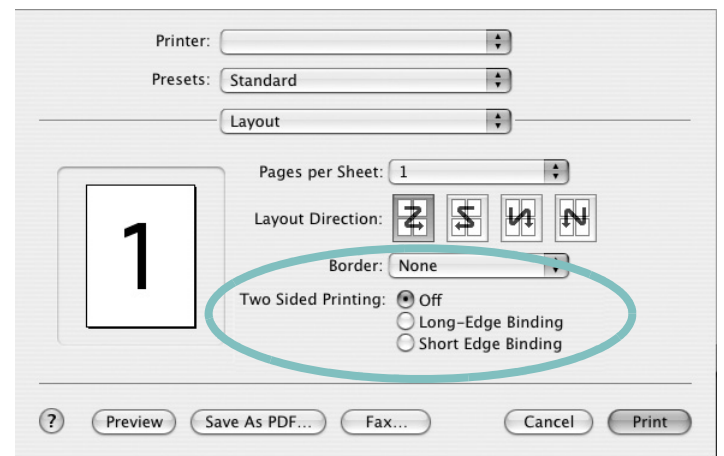 Printer:
Presets: Standard
Layout
Pages per Sheet: 1
Layout Direction:
1
Border: None
Two Sided Printing: Off
Long-Edge Binding
Short Edge Binding
? Preview Save As PDF... Fax... Cancel Print